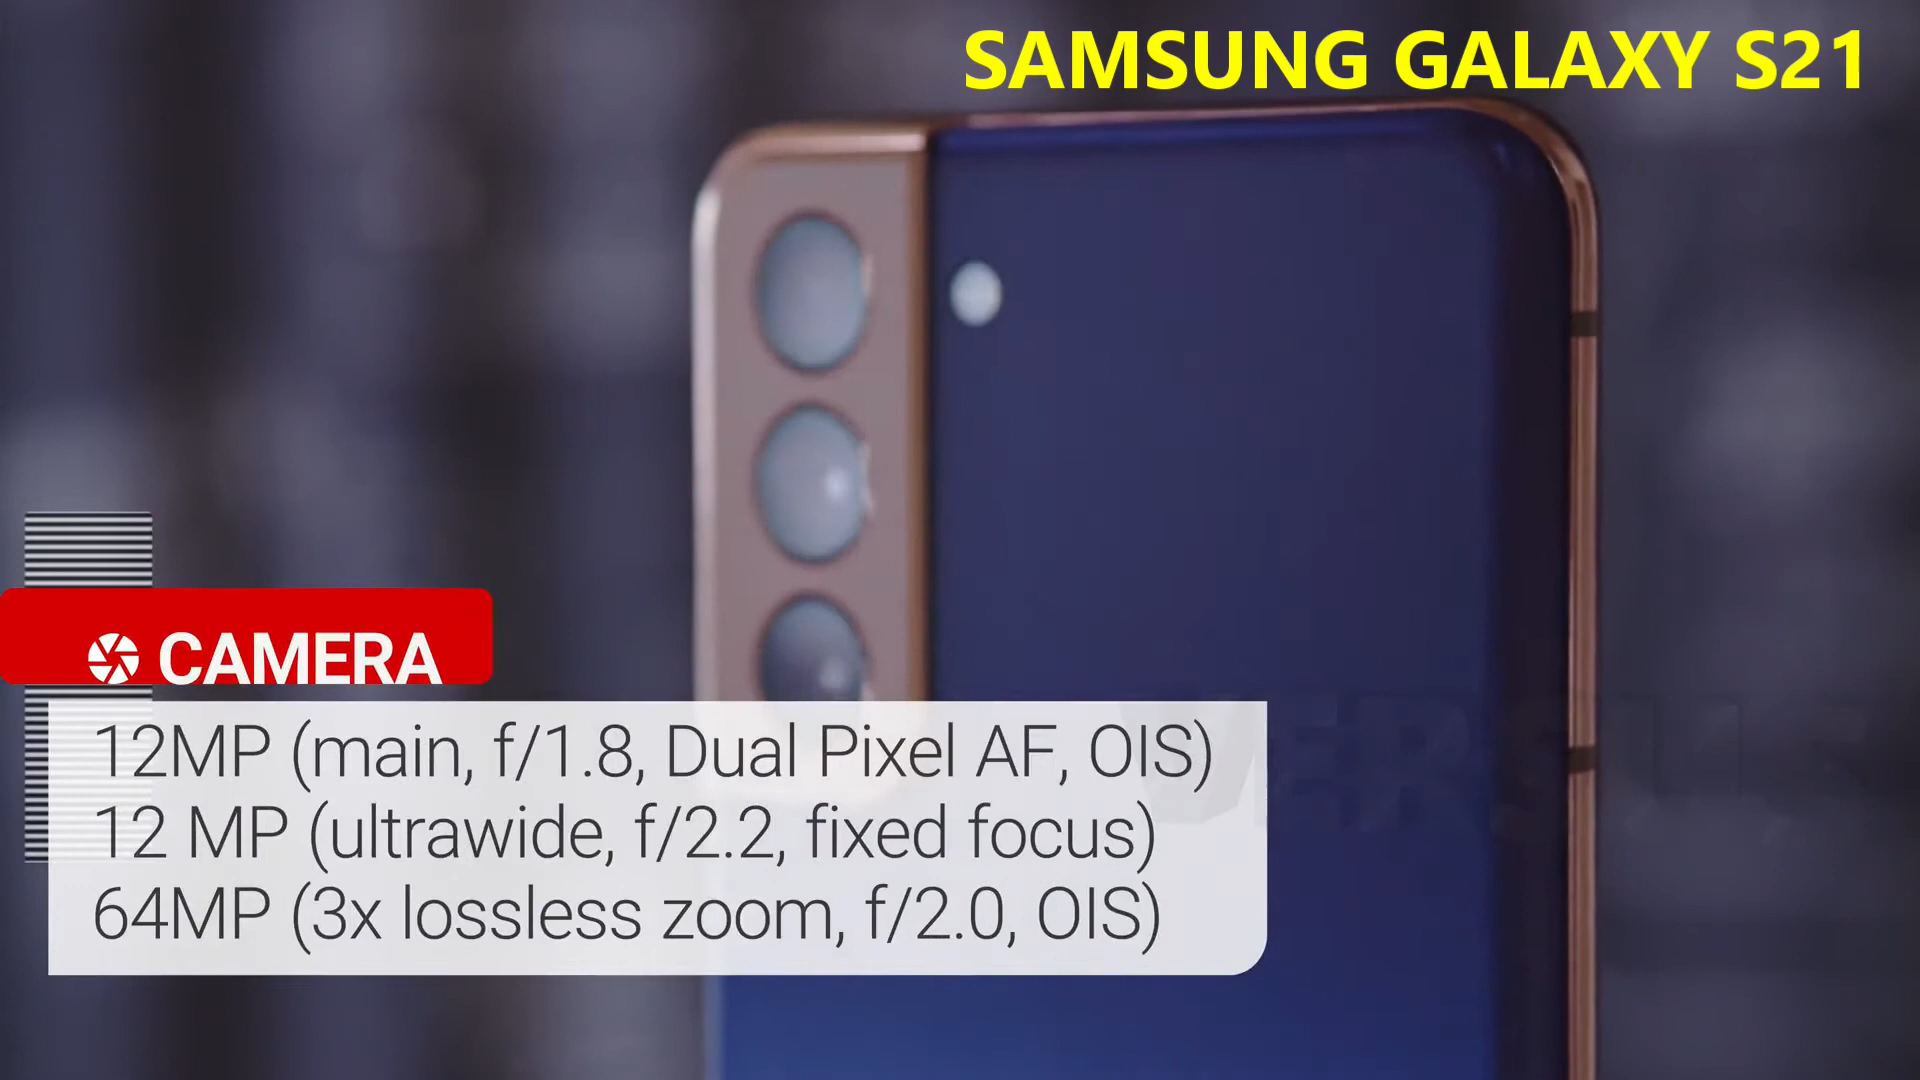 SAMSUNG GALAXY S21
CAMERA
12MP (main, f/1.8, Dual Pixel AF, OIS)
12 MP (ultrawide, f/2.2, fixed focus)
64MP (3x lossless zoom, f/2.0, OIS)